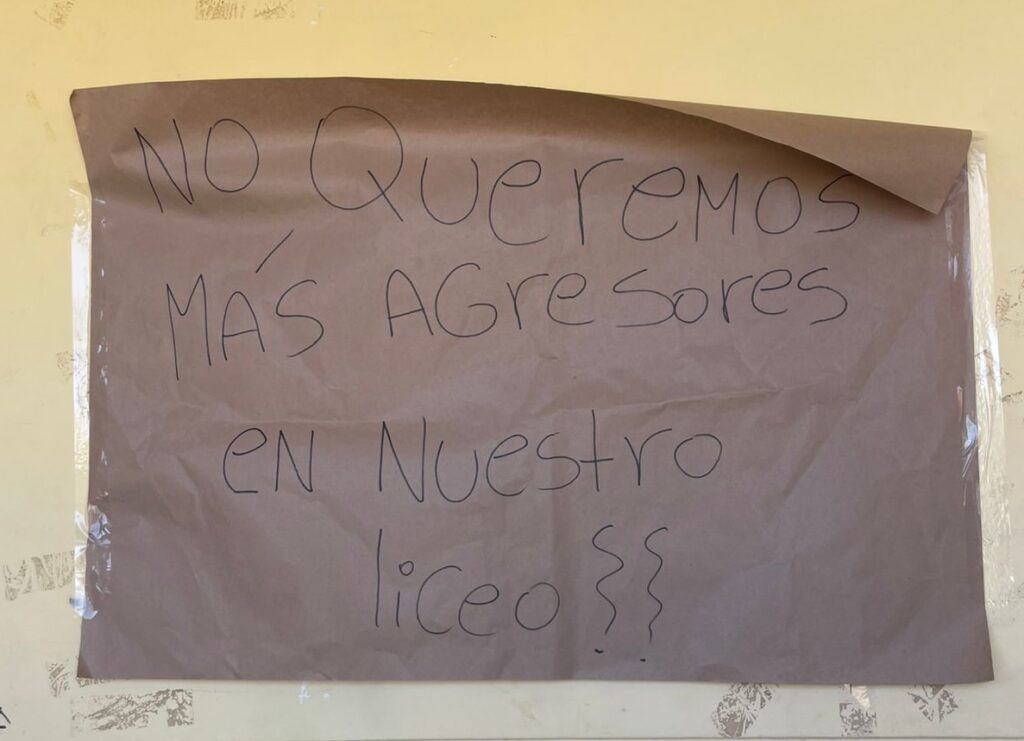 No Queremos
MÁS AGresores
eN Nuestro
liceo !!